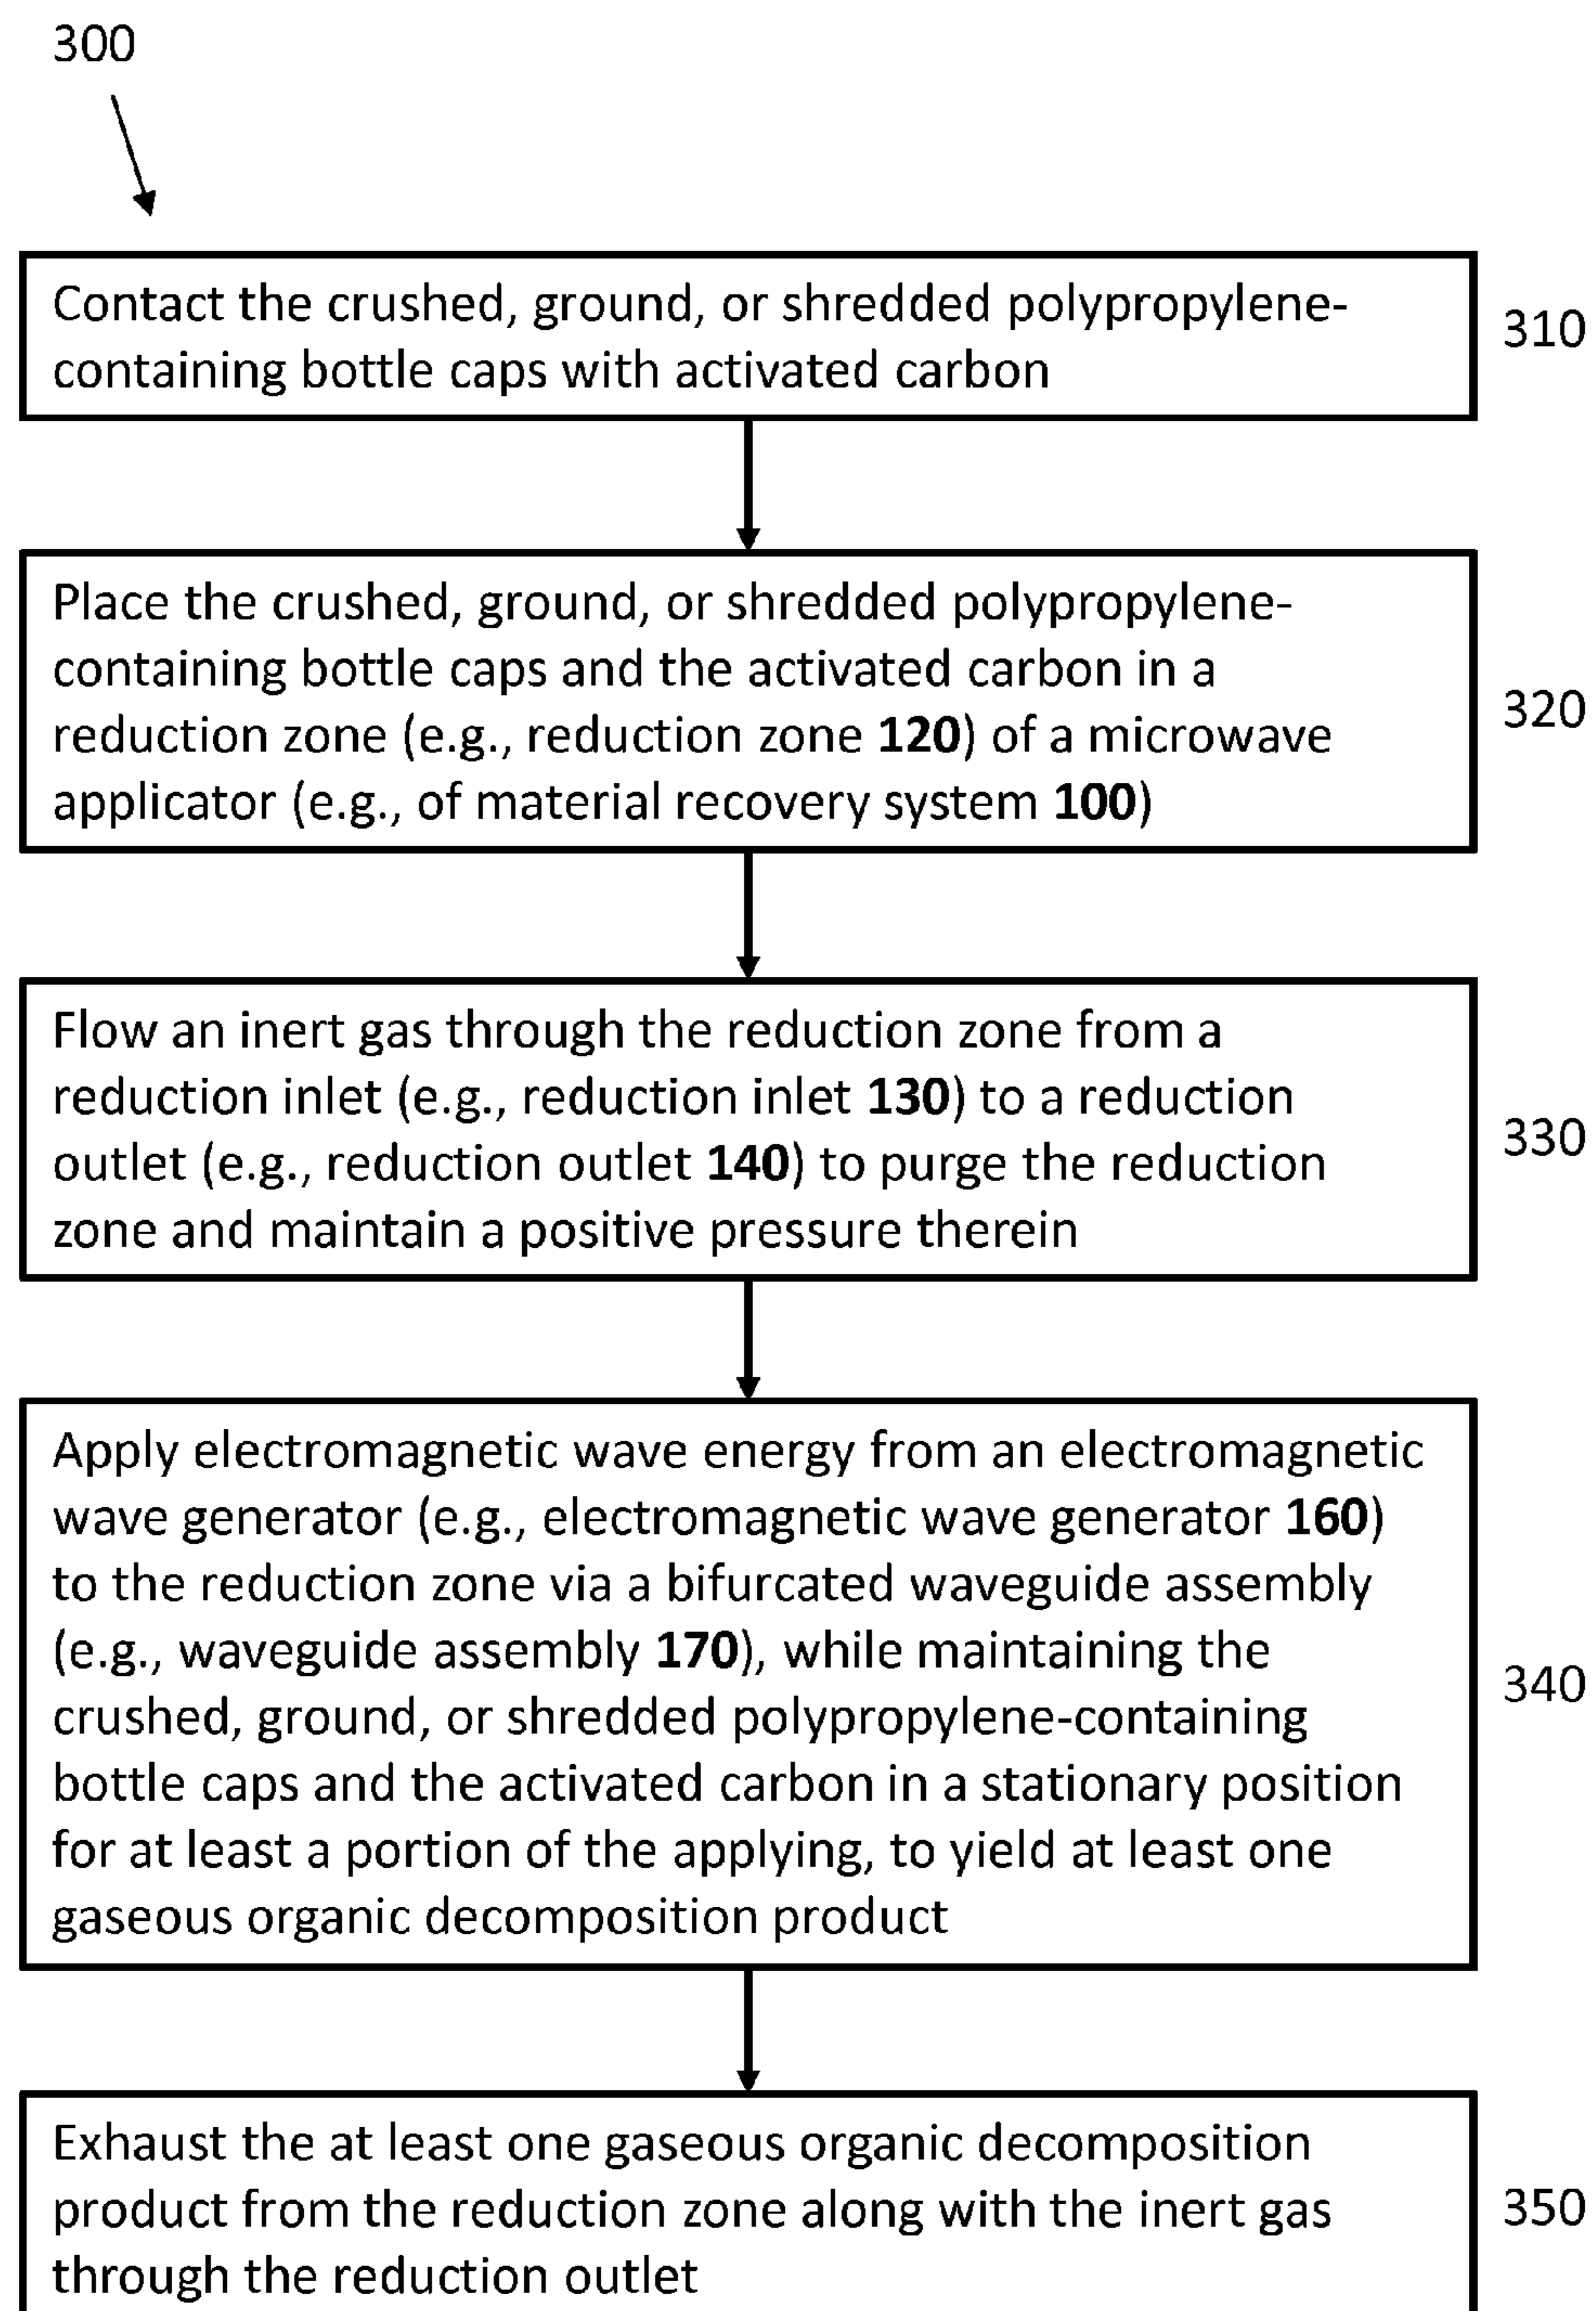 300
Contact the crushed, ground, or shredded polypropylene-
containing bottle caps with activated carbon
310
Place the crushed, ground, or shredded polypropylene-
containing bottle caps and the activated carbon in a
reduction zone (e.g., reduction zone 120) of a microwave
applicator (e.g., of material recovery system 100)
320
Flow an inert gas through the reduction zone from a
reduction inlet (e.g., reduction inlet 130) to a reduction
outlet (e.g., reduction outlet 140) to purge the reduction
zone and maintain a positive pressure therein
330
Apply electromagnetic wave energy from an electromagnetic
wave generator (e.g., electromagnetic wave generator 160)
to the reduction zone via a bifurcated waveguide assembly
(e.g., waveguide assembly 170), while maintaining the
crushed, ground, or shredded polypropylene-containing
bottle caps and the activated carbon in a stationary position
for at least a portion of the applying, to yield at least one
gaseous organic decomposition product
340
Exhaust the at least one gaseous organic decomposition
product from the reduction zone along with the inert gas
through the reduction outlet
350